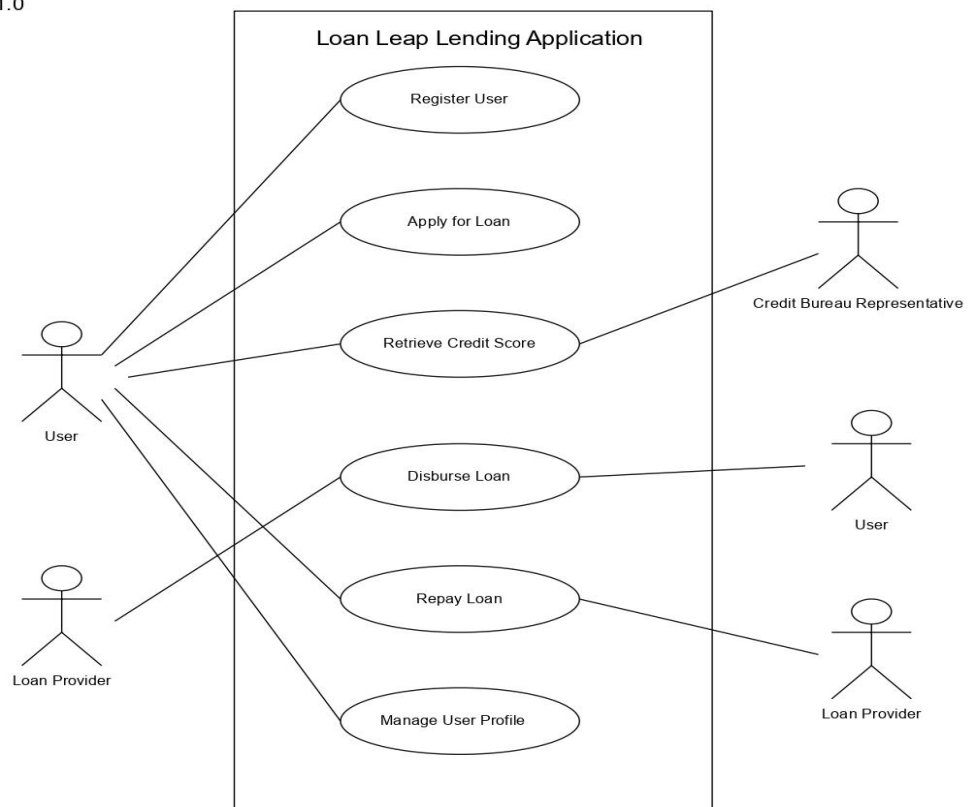 Loan Leap Lending Application
Register User
Apply for Loan
Retrieve Credit Score
Credit Bureau Representative
User
Disburse Loan
User
Repay Loan
Loan Provider
Manage User Profile
Loan Provider